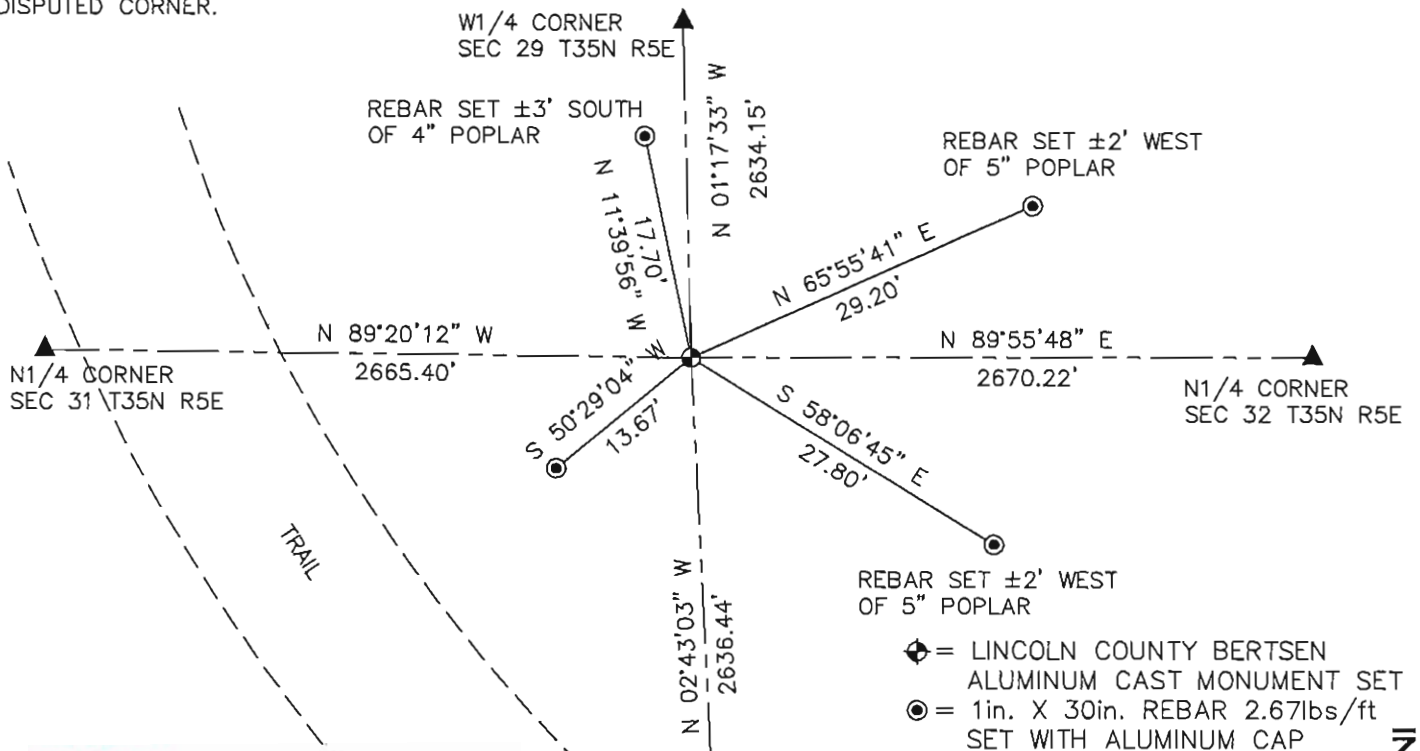 DISPUTED CORNER.
W1/4 CORNER
SEC 29 T35N R5E
REBAR SET ±3' SOUTH
OF 4" POPLAR
N 01°17'33" W
2634.15'
REBAR SET ±2' WEST
OF 5" POPLAR
N 11°39'56" W
17.70'
N 65°55'41" E
29.20'
N 89°20'12" W
2665.40'
N 89°55'48" E
2670.22'
N1/4 CORNER
SEC 31 T35N R5E
N1/4 CORNER
SEC 32 T35N R5E
S 50°29'04" W
13.67'
S 58°06'45" E
27.80'
TRAIL
N 02°43'03" W
2636.44'
REBAR SET ±2' WEST
OF 5" POPLAR
= LINCOLN COUNTY BERTSEN
ALUMINUM CAST MONUMENT SET
= 1in. X 30in. REBAR 2.67lbs/ft
SET WITH ALUMINUM CAP